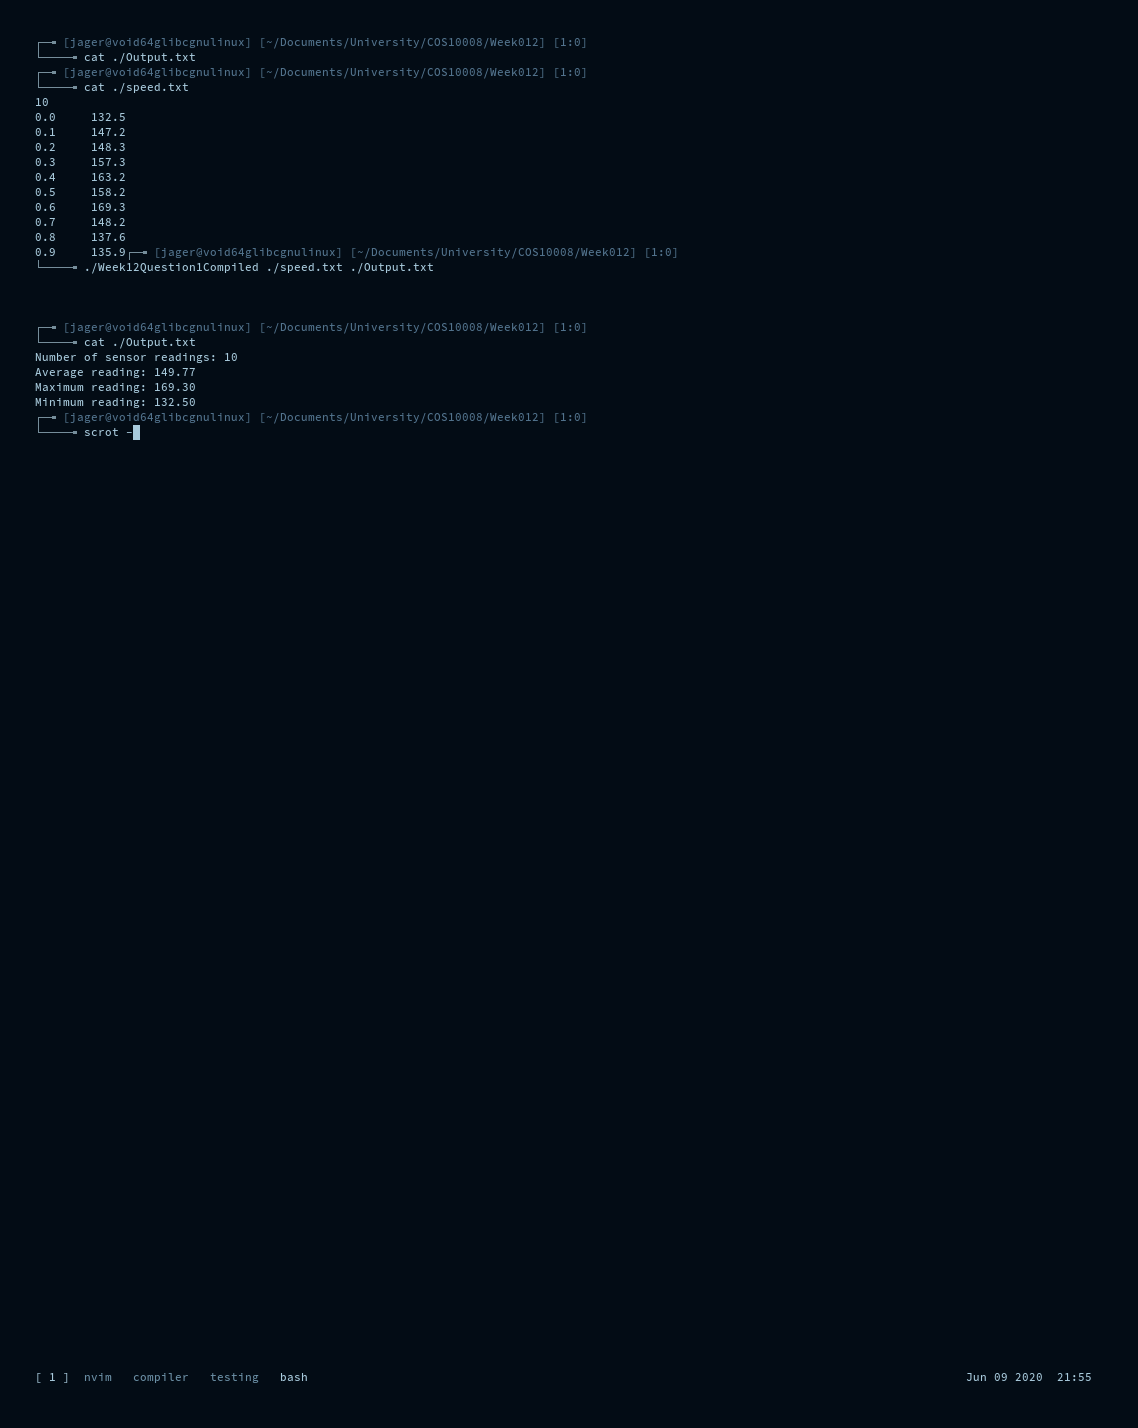 ┌─╼ [jager@void64glibcgnulinux] [~/Documents/University/COS10008/Week012] [1:0]
└────╼ cat ./Output.txt
┌─╼ [jager@void64glibcgnulinux] [~/Documents/University/COS10008/Week012] [1:0]
└────╼ cat ./speed.txt
10
0.0     132.5
0.1     147.2
0.2     148.3
0.3     157.3
0.4     163.2
0.5     158.2
0.6     169.3
0.7     148.2
0.8     137.6
0.9     135.9┌─╼ [jager@void64glibcgnulinux] [~/Documents/University/COS10008/Week012] [1:0]
└────╼ ./Week12Question1Compiled ./speed.txt ./Output.txt
┌─╼ [jager@void64glibcgnulinux] [~/Documents/University/COS10008/Week012] [1:0]
└────╼ cat ./Output.txt
Number of sensor readings: 10
Average reading: 149.77
Maximum reading: 169.30
Minimum reading: 132.50
┌─╼ [jager@void64glibcgnulinux] [~/Documents/University/COS10008/Week012] [1:0]
└────╼ scrot -
[ 1 ]  nvim   compiler   testing   bash   Jun 09 2020  21:55